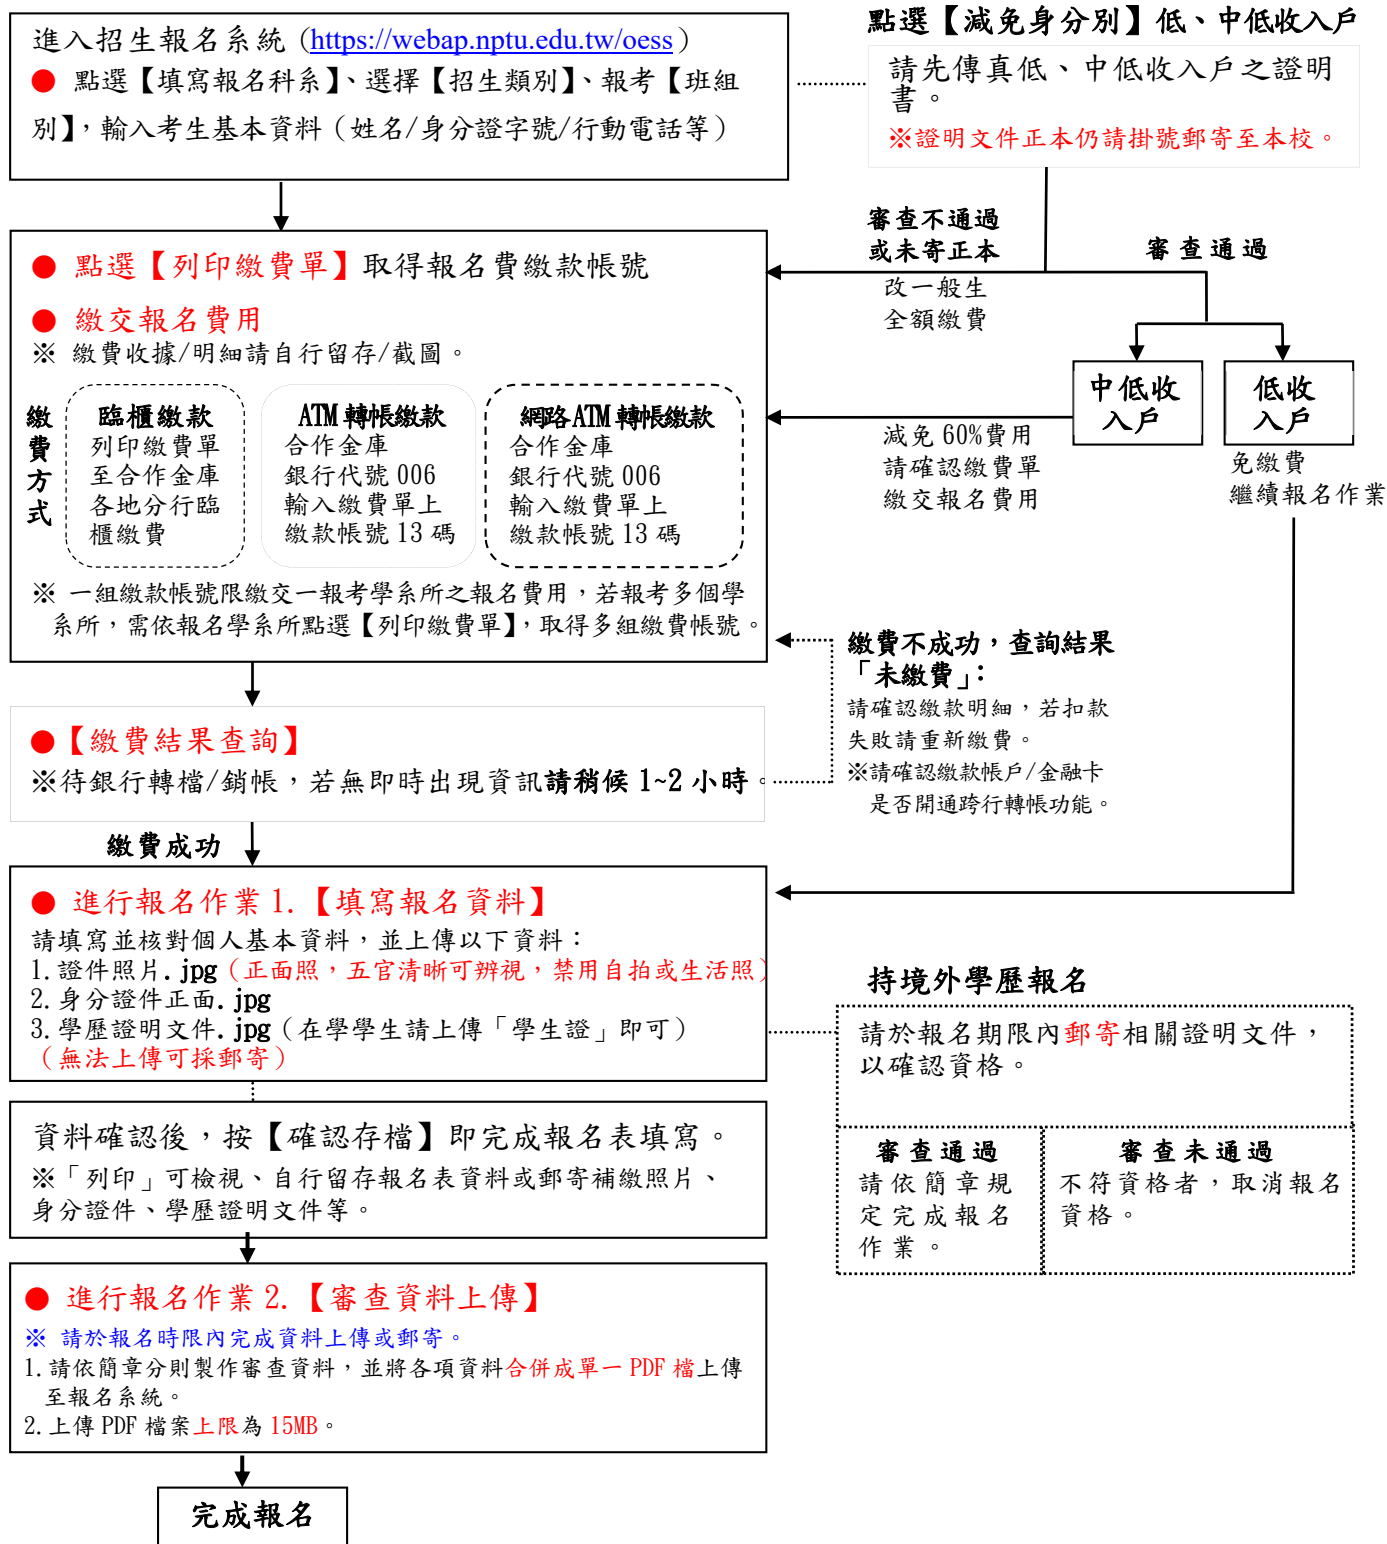 進入招生報名系統（https://webap.nptu.edu.tw/oess）
● 點選【填寫報名科系】、選擇【招生類別】、報考【班組
別】，輸入考生基本資料（姓名/身分證字號/行動電話等）
點選【減免身分別】低、中低收入戶
請先傳真低、中低收入戶之證明
書。
※證明文件正本仍請掛號郵寄至本校。
審查不通過
或未寄正本
改一般生
全額繳費
審查通過
中低收
入戶
低收
入戶
減免 60%費用
請確認繳費單
繳交報名費用
免繳費
繼續報名作業
● 點選【列印繳費單】取得報名費繳款帳號
● 繳交報名費用
※ 繳費收據/明細請自行留存/截圖。
繳
費
方
式
臨櫃繳款
列印繳費單
至合作金庫
各地分行臨
櫃繳費
ATM 轉帳繳款
合作金庫
銀行代號 006
輸入繳費單上
繳款帳號 13 碼
網路 ATM 轉帳繳款
合作金庫
銀行代號 006
輸入繳費單上
繳款帳號 13 碼
※ 一組繳款帳號限繳交一報考學系所之報名費用，若報考多個學
系所，需依報名學系所點選【列印繳費單】，取得多組繳費帳號。
繳費不成功，查詢結果
「未繳費」：
請確認繳款明細，若扣款
失敗請重新繳費。
※請確認繳款帳戶/金融卡
是否開通跨行轉帳功能。
●【繳費結果查詢】
※待銀行轉檔/銷帳，若無即時出現資訊請稍候 1~2 小時。
繳費成功
● 進行報名作業 1.【填寫報名資料】
請填寫並核對個人基本資料，並上傳以下資料：
1.證件照片.jpg（正面照，五官清晰可辨視，禁用自拍或生活照）
2.身分證件正面.jpg
3.學歷證明文件.jpg（在學學生請上傳「學生證」即可）
（無法上傳可採郵寄）
持境外學歷報名
請於報名期限內郵寄相關證明文件，
以確認資格。
審查通過
請依簡章規
定完成報名
作業。
審查未通過
不符資格者，取消報名
資格。
資料確認後，按【確認存檔】即完成報名表填寫。
※「列印」可檢視、自行留存報名表資料或郵寄補繳照片、
身分證件、學歷證明文件等。
● 進行報名作業 2.【審查資料上傳】
※ 請於報名時限內完成資料上傳或郵寄。
1.請依簡章分則製作審查資料，並將各項資料合併成單一 PDF 檔上傳
至報名系統。
2.上傳 PDF 檔案上限為 15MB。
完成報名